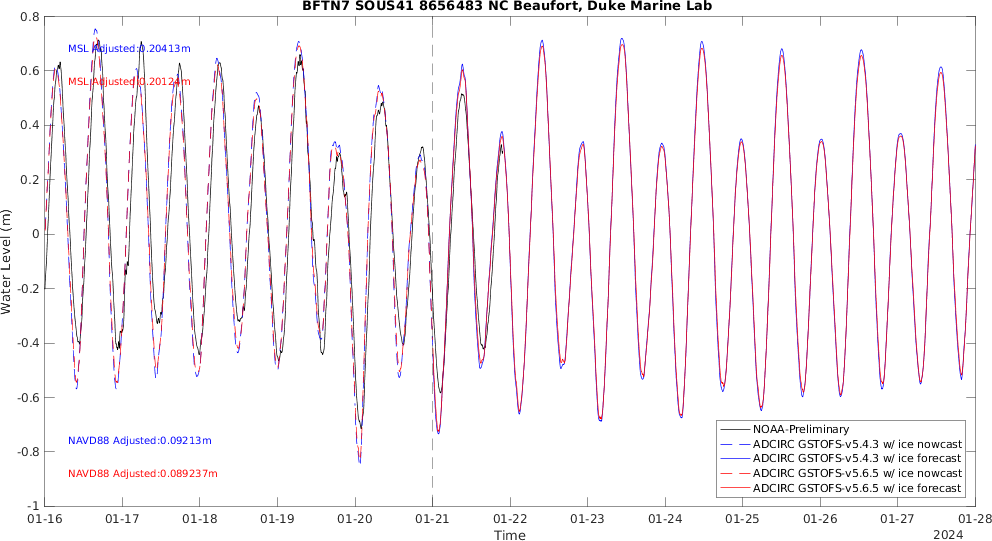 BFTN7 SOUS41 8656483 NC Beaufort, Duke Marine Lab
0.8
0.6
0.4
0.2
0
-0.2
-0.4
-0.6
-0.8
-1
Water Level (m)
MSL Adjusted:0.20413m
MSL Adjusted:0.20124m
NAVD88 Adjusted:0.09213m
NAVD88 Adjusted:0.089237m
NOAA-Preliminary
ADCIRC GSTOFS-v5.4.3 w/ ice nowcast
ADCIRC GSTOFS-v5.4.3 w/ ice forecast
ADCIRC GSTOFS-v5.6.5 w/ ice nowcast
ADCIRC GSTOFS-v5.6.5 w/ ice forecast
01-16 01-17 01-18 01-19 01-20 01-21 01-22 01-23 01-24 01-25 01-26 01-27 01-28
Time
2024